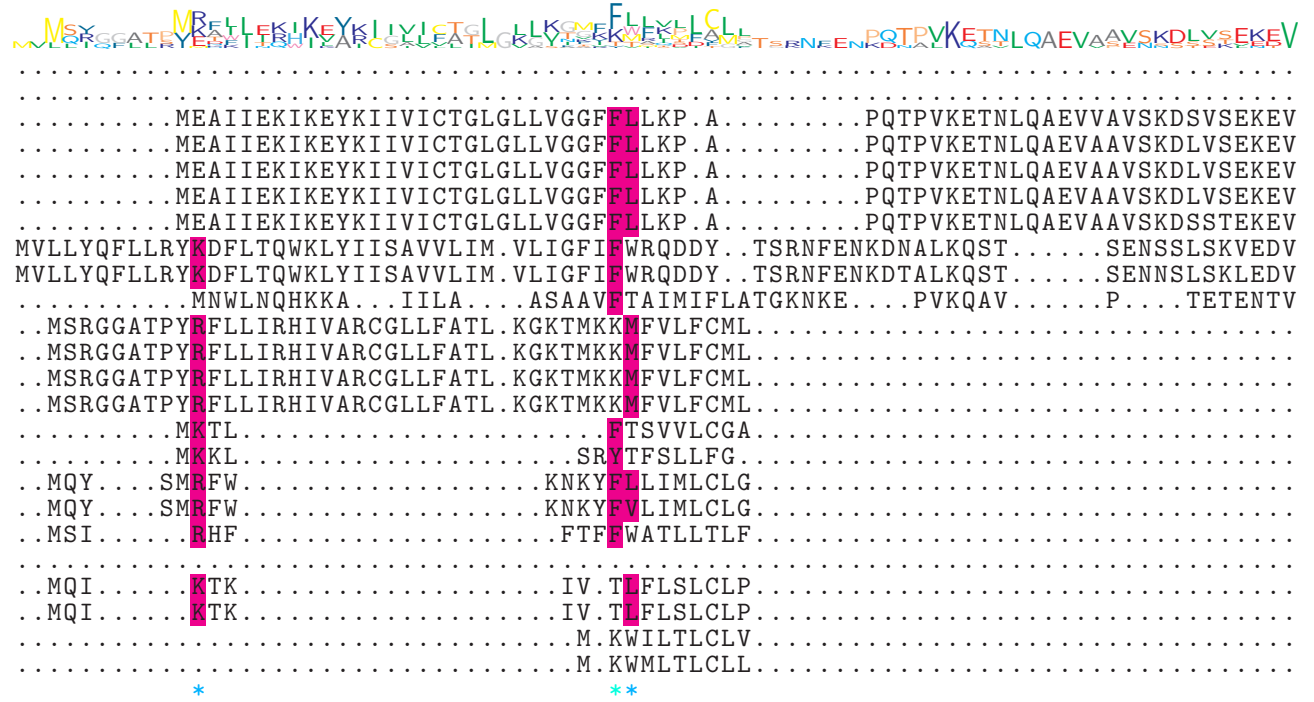 ................................................................................
................................................................................
..........MEAIIEKIKEYKIIVICTGLGLLVGGFFLLKP.A.........PQTPVKETNLQAEVVAVSKDSVSEKEV
..........MEAIIEKIKEYKIIVICTGLGLLVGGFFLLKP.A.........PQTPVKETNLQAEVAAVSKDLVSEKEV
..........MEAIIEKIKEYKIIVICTGLGLLVGGFFLLKP.A.........PQTPVKETNLQAEVAAVSKDLVSEKEV
..........MEAIIEKIKEYKIIVICTGLGLLVGGFFLLKP.A.........PQTPVKETNLQAEVAAVSKDLVSEKEV
..........MEAIIEKIKEYKIIVICTGLGLLVGGFFLLKP.A.........PQTPVKETNLQAEVAAVSKDSSTEKEV
MVLLYQFLLRYKDFLTQWKLYIISAVVLIM.VLIGFIFWRQDDY..TSRNFENKDNALKQST......SENSSLSKVEDV
MVLLYQFLLRYKDFLTQWKLYIISAVVLIM.VLIGFIFWRQDDY..TSRNFENKDTALKQST......SENNSLSKLEDV
...........MNWLNQHKKA...IILA....ASAAVFTAIMIFLATGKNKE....PVKQAV......P....TETENTV
..MSRGGATPYRFLLIRHIVARCGLLFATL.KGKTMKKMFVLFCML..................................
..MSRGGATPYRFLLIRHIVARCGLLFATL.KGKTMKKMFVLFCML..................................
..MSRGGATPYRFLLIRHIVARCGLLFATL.KGKTMKKMFVLFCML..................................
..MSRGGATPYRFLLIRHIVARCGLLFATL.KGKTMKKMFVLFCML..................................
..........MKTL.......................FTSVVLCGA..................................
..........MKKL.....................SRYTFSLLFG...................................
..MQY....SMRFW...................KNKYFLLIMLCLG..................................
..MQY....SMRFW...................KNKYFVLIMLCLG..................................
..MSI......RHF....................FTFFWATLLTLF..................................
................................................................................
..MQI......KTK....................IV.TLFLSLCLP..................................
..MQI......KTK....................IV.TLFLSLCLP..................................
...................................M.KWILTLCLV..................................
...................................M.KWMLTLCLL..................................
* **